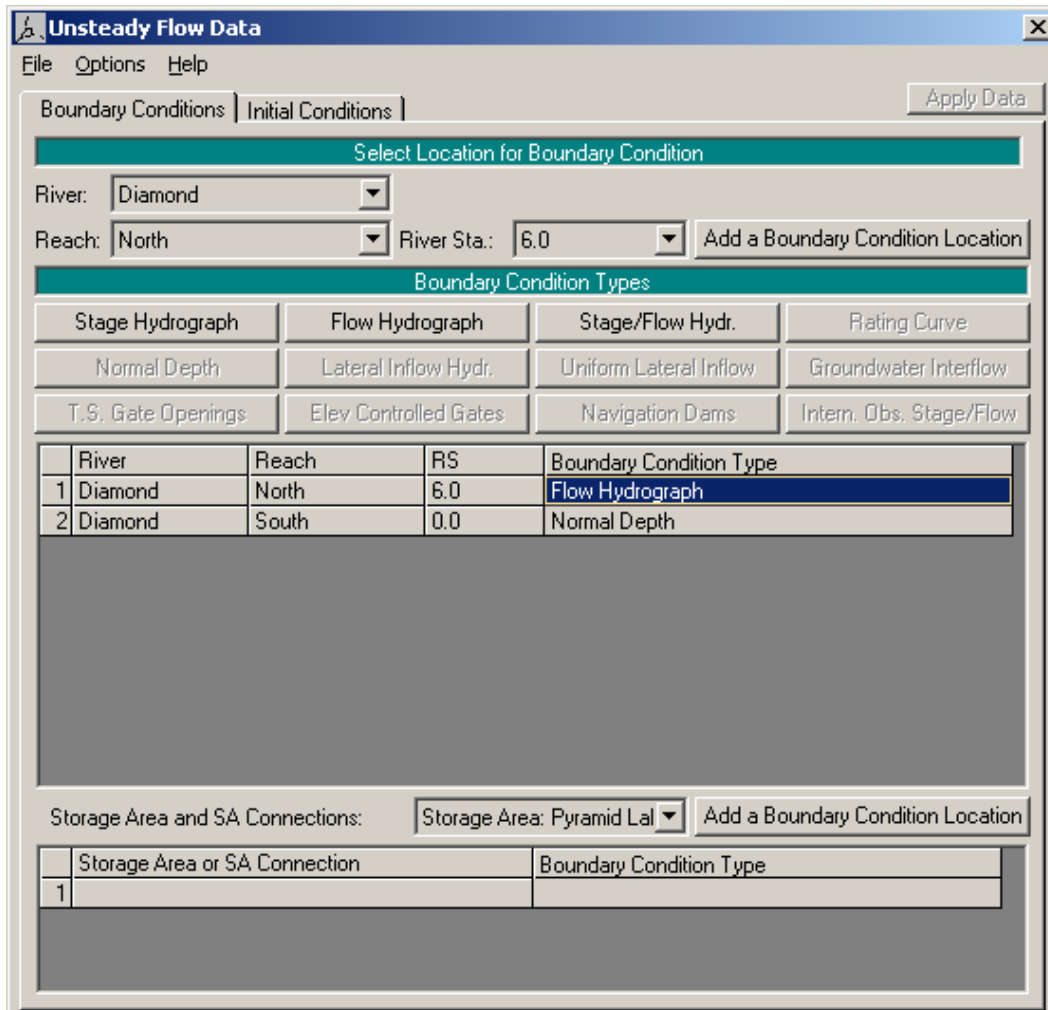 Unsteady Flow Data
File Options Help
Boundary Conditions Initial Conditions Apply Data
Select Location for Boundary Condition
River: Diamond
Reach: North River Sta.: 6.0 Add a Boundary Condition Location
Boundary Condition Types
Stage Hydrograph Flow Hydrograph Stage/Flow Hydr. Rating Curve
Normal Depth Lateral Inflow Hydr. Uniform Lateral Inflow Groundwater Interflow
T.S. Gate Openings Elev Controlled Gates Navigation Dams Intern. Obs. Stage/Flow
River Reach RS Boundary Condition Type
1 Diamond North 6.0 Flow Hydrograph
2 Diamond South 0.0 Normal Depth
Storage Area and SA Connections: Storage Area: Pyramid Lal Add a Boundary Condition Location
Storage Area or SA Connection Boundary Condition Type
1